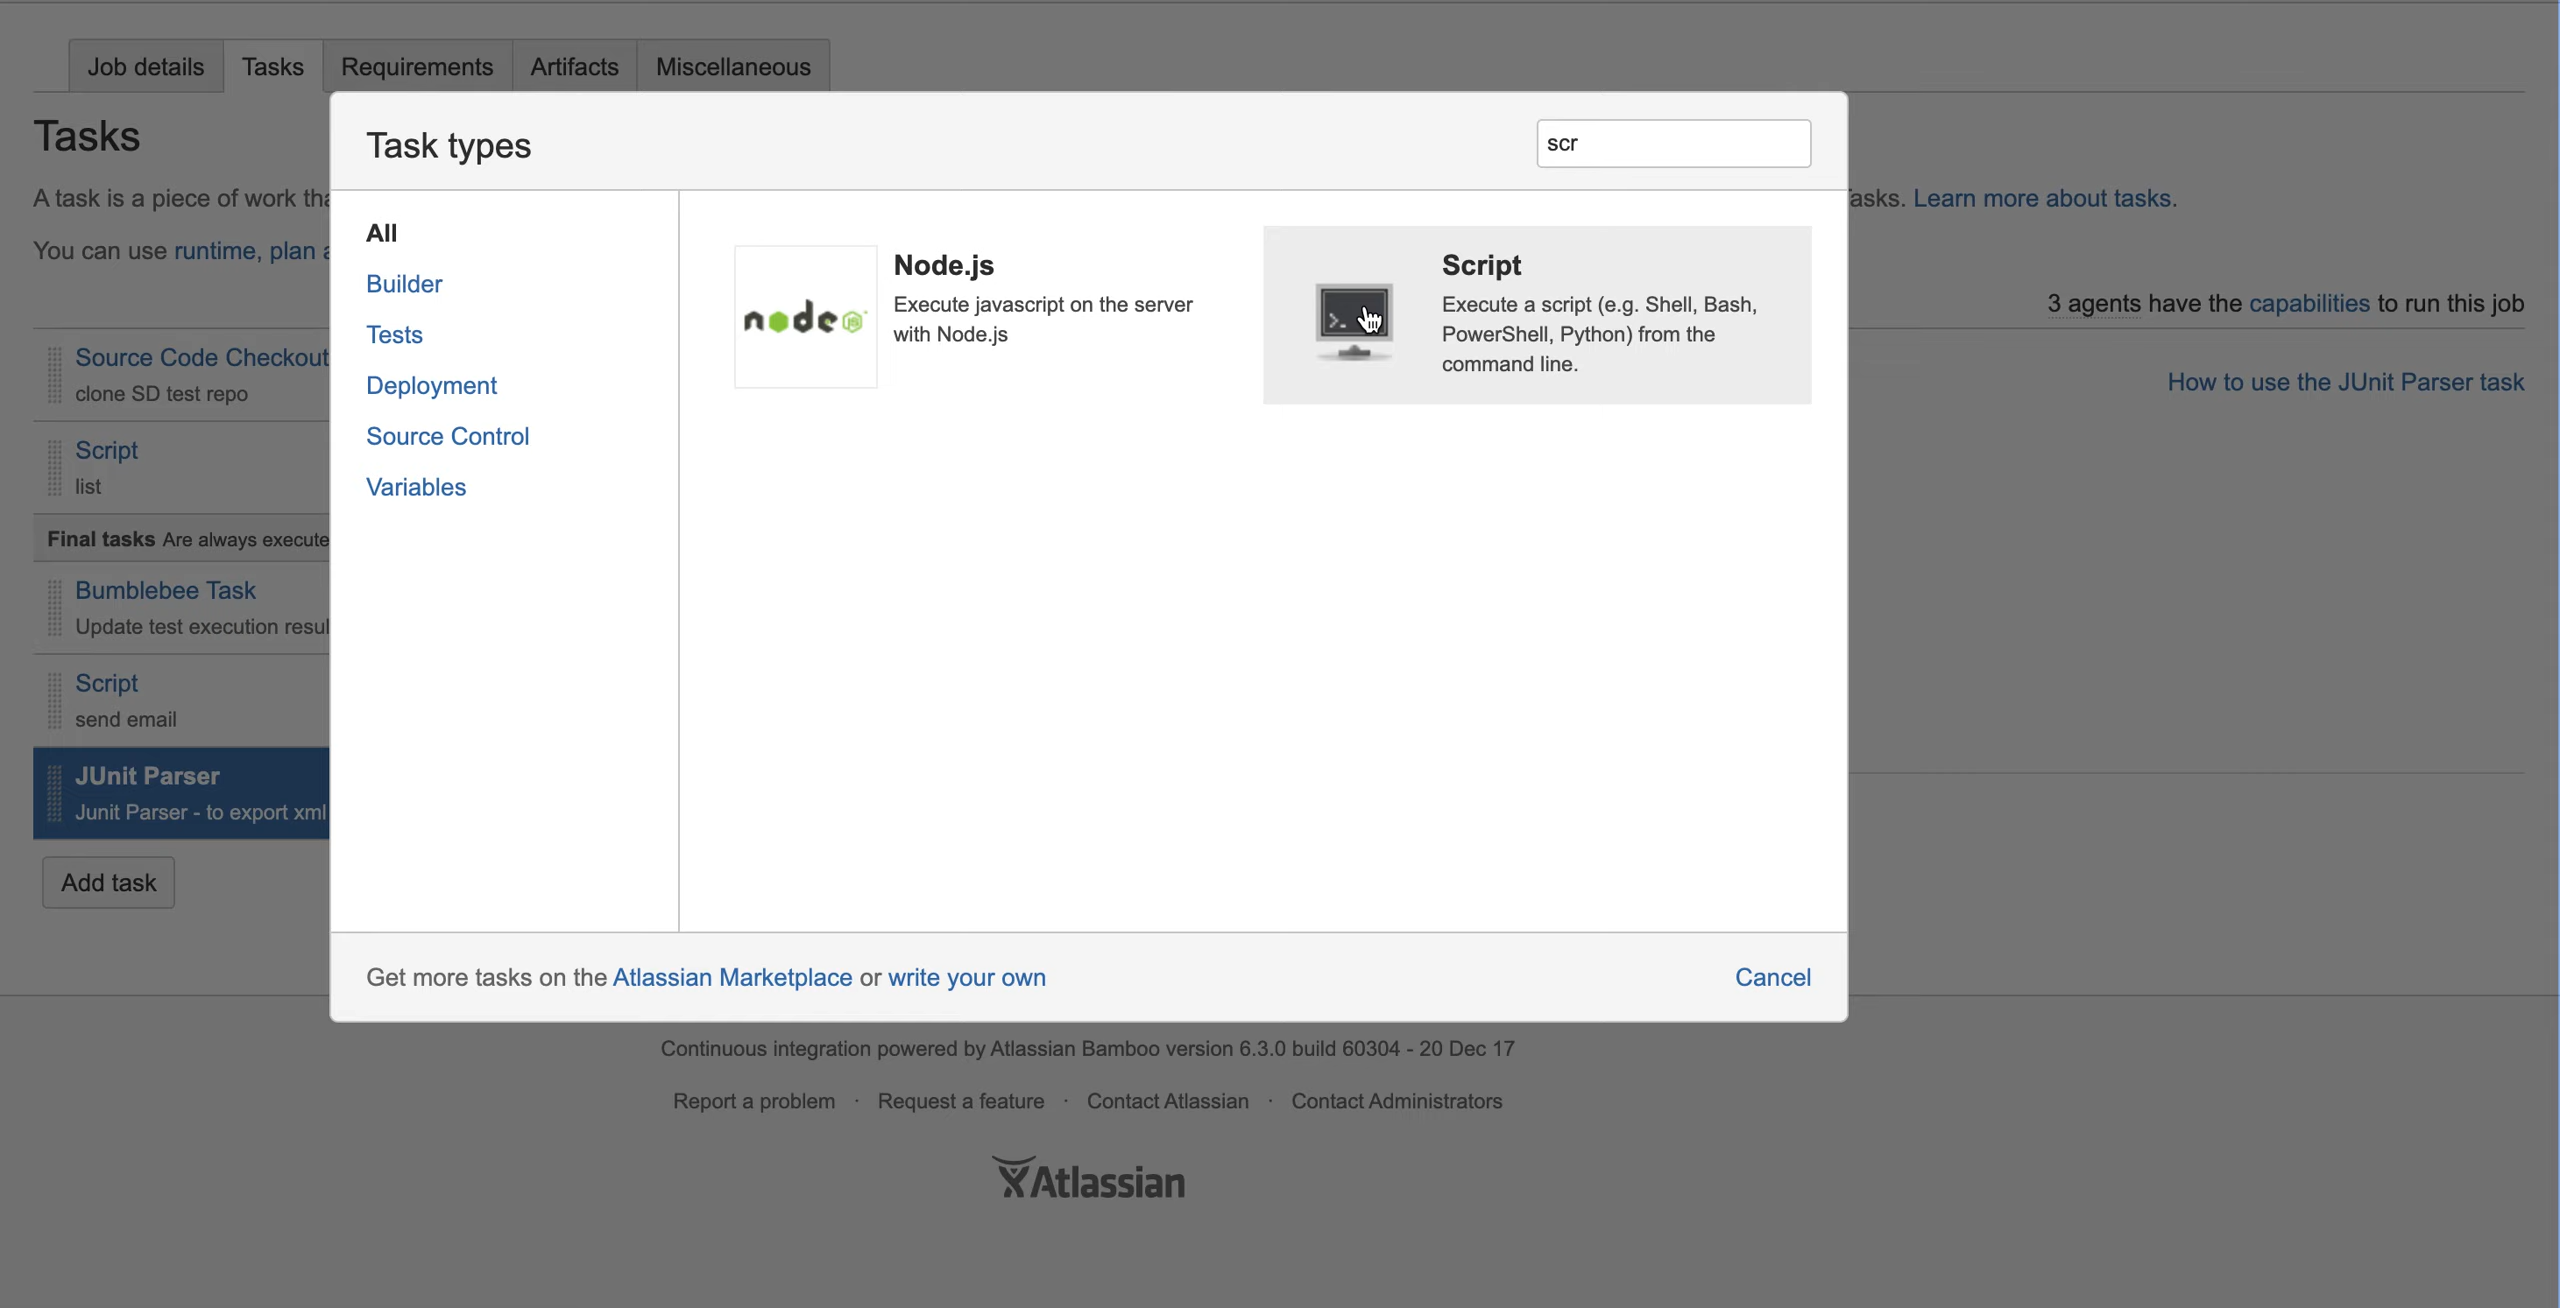 Job details
Tasks
Requirements
Artifacts
Miscellaneous
Tasks
A task is a piece of work tha
asks. Learn more about tasks.
You can use runtime, plan a
3 agents have the capabilities to run this job
How to use the JUnit Parser task
Source Code Checkout
clone SD test repo
Script
list
Final tasks Are always execute
Bumblebee Task
Update test execution resul
Script
send email
JUnit Parser
Junit Parser - to export xml
Add task
Task types
scr
All
Builder
Tests
Deployment
Source Control
Variables
node JS
Node.js
Execute javascript on the server
with Node.js
Script
Execute a script (e.g. Shell, Bash,
PowerShell, Python) from the
command line.
Get more tasks on the Atlassian Marketplace or write your own
Cancel
Continuous integration powered by Atlassian Bamboo version 6.3.0 build 60304 - 20 Dec 17
Report a problem · Request a feature · Contact Atlassian · Contact Administrators
Atlassian